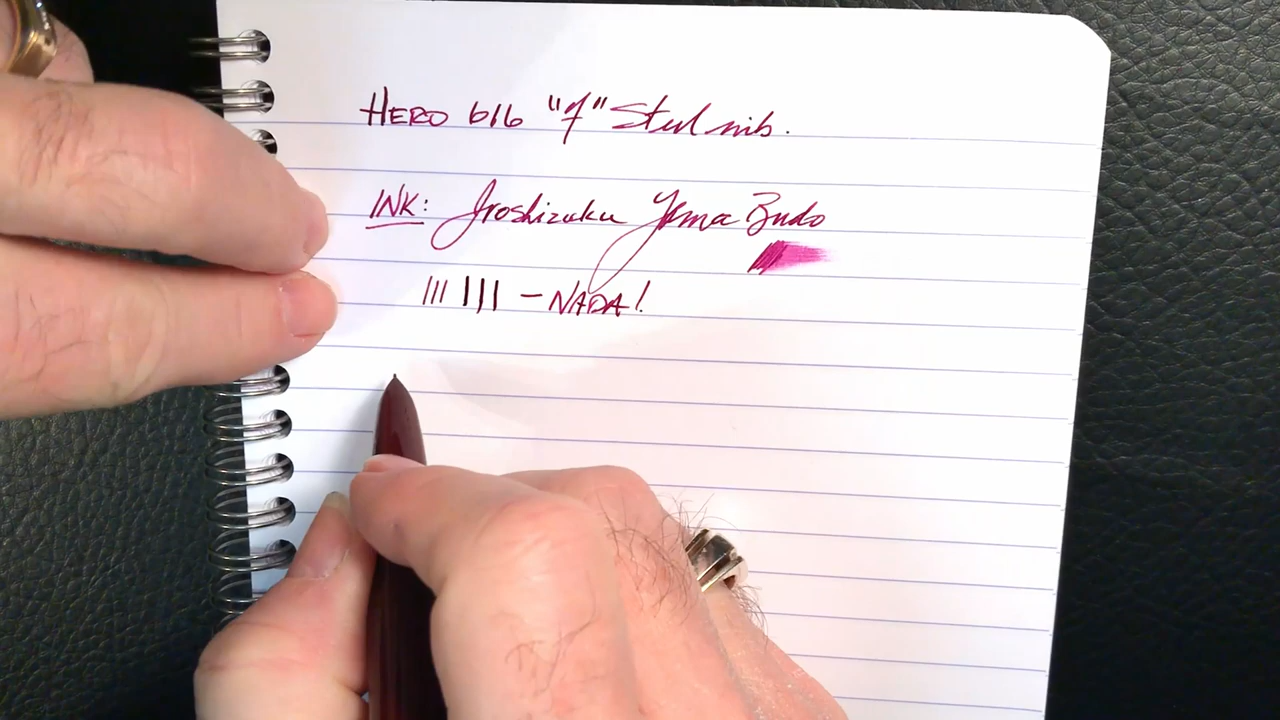 HERO 616 "f" Steel nib.
INK: Iroshizuku Yama Budo
— NADA!